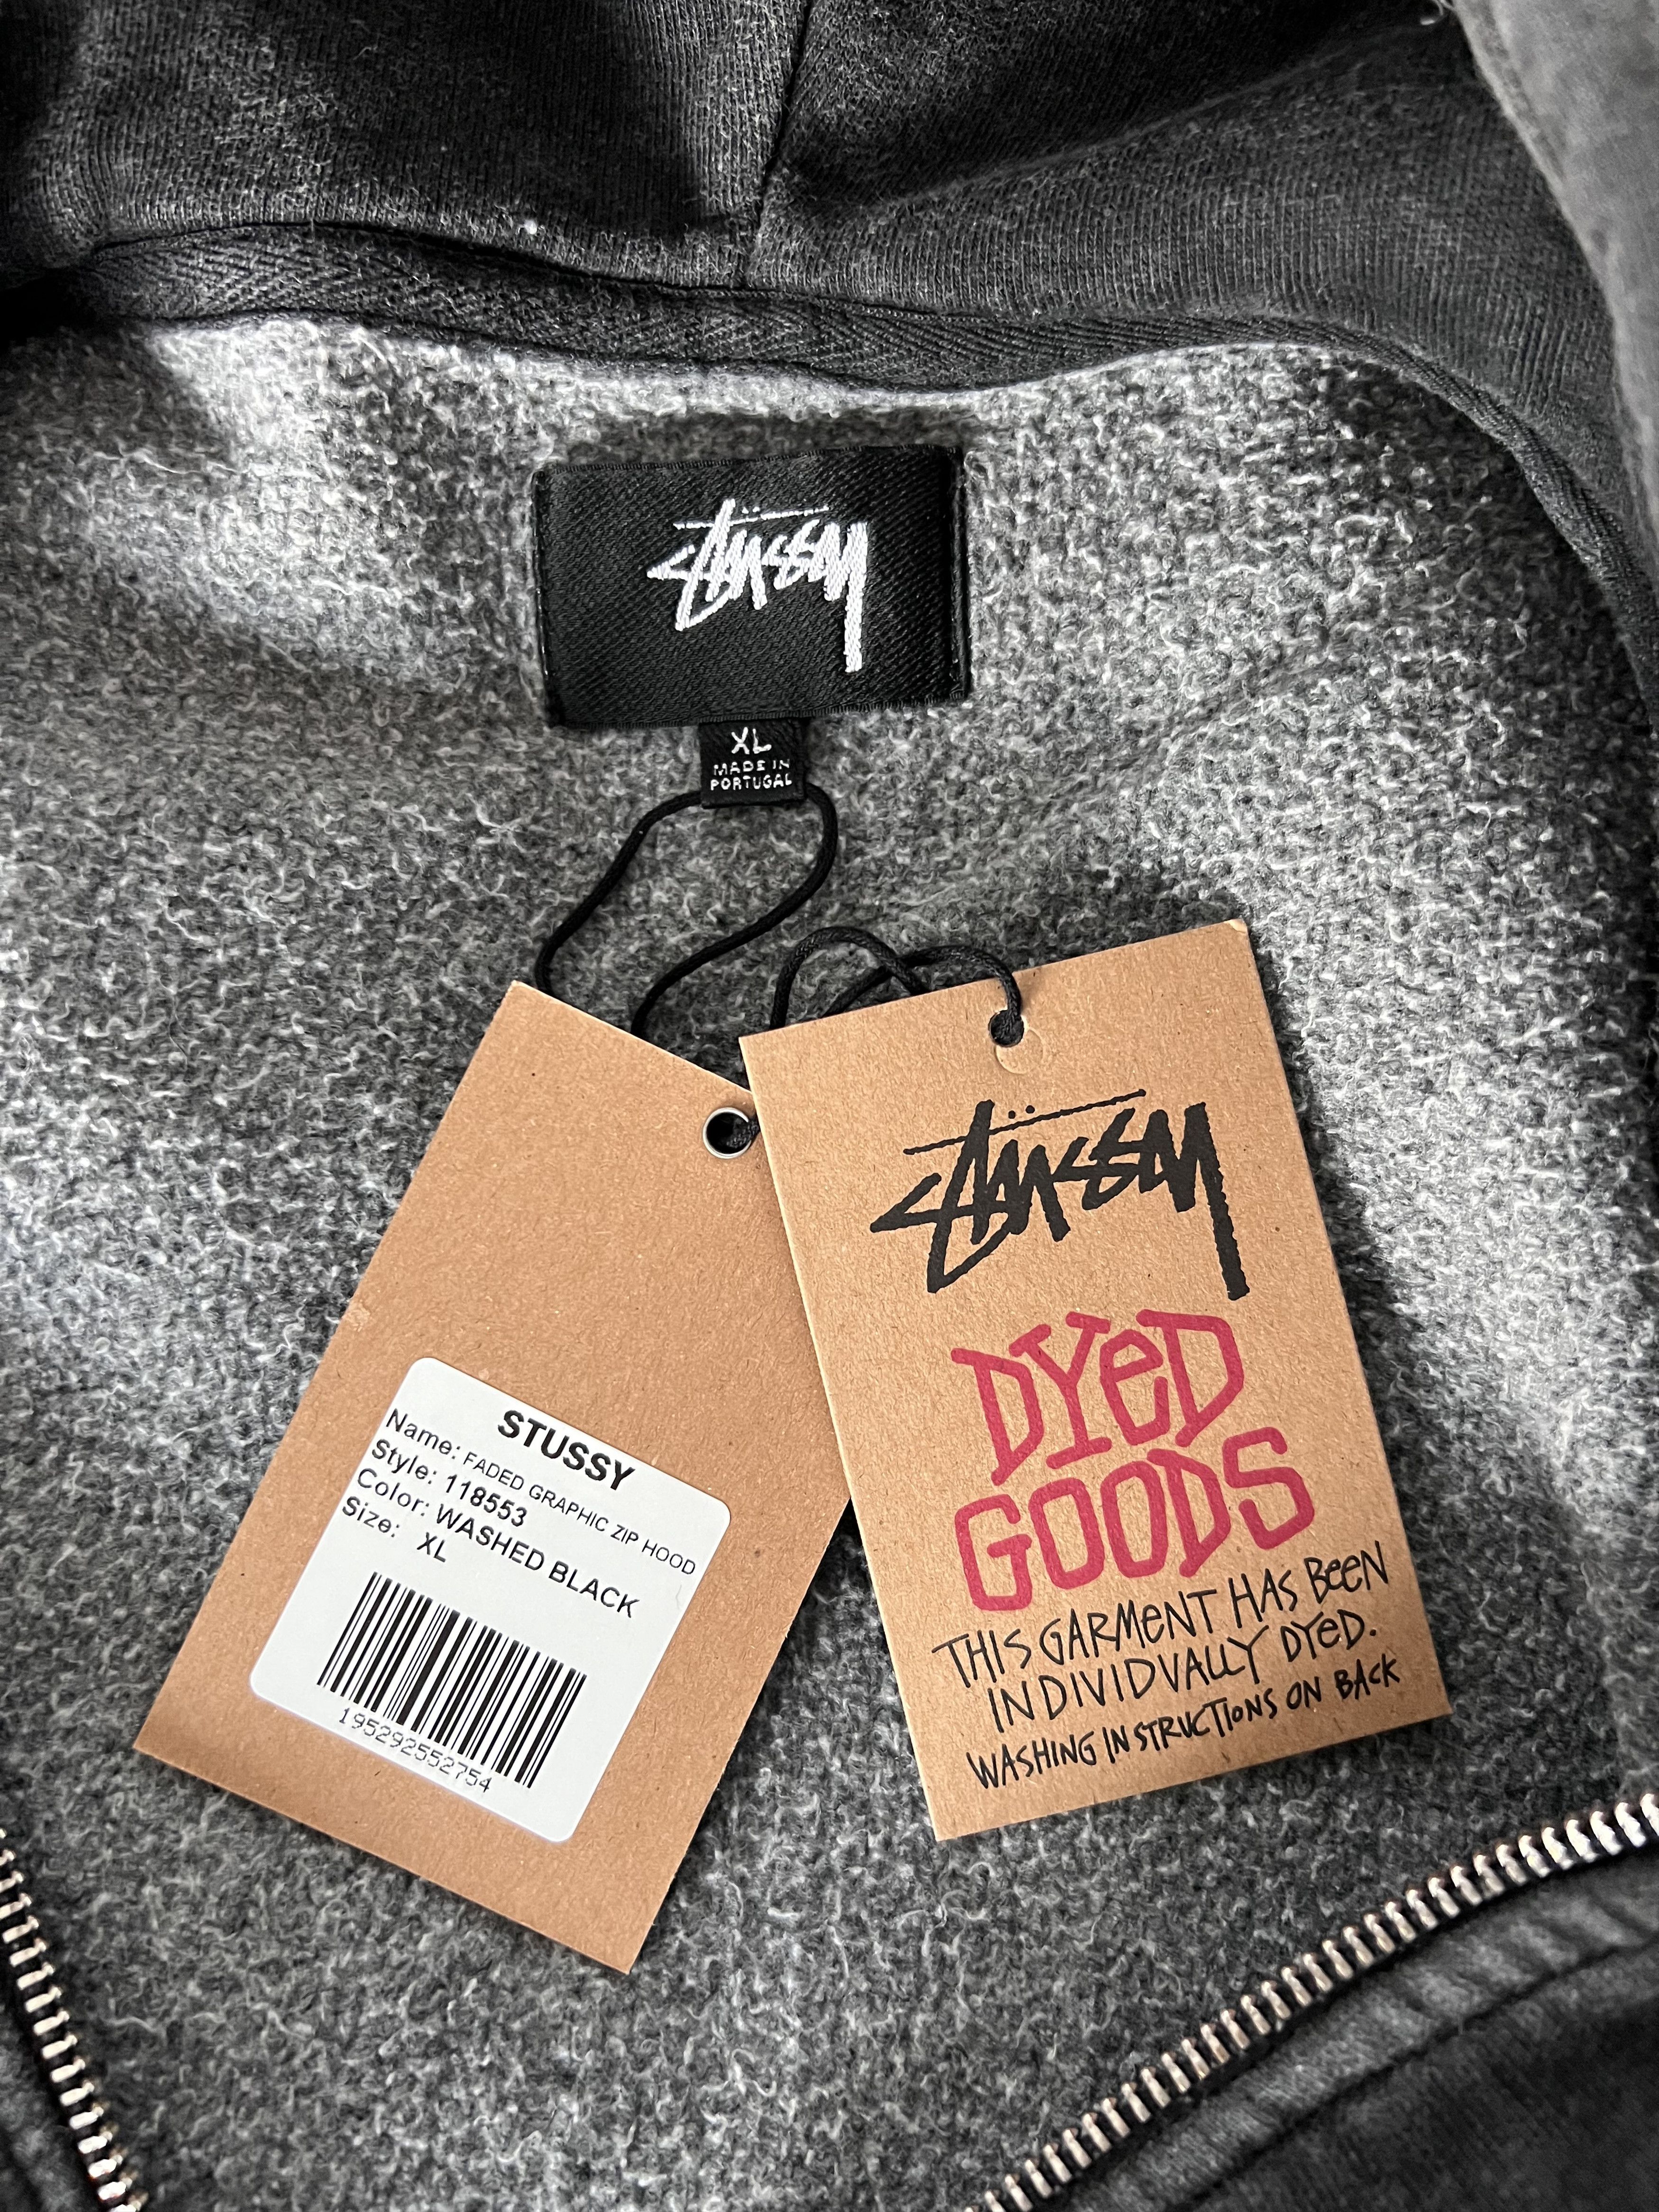 Stüssy
XL
MADE IN
PORTUGAL
STUSSY
Name: FADED GRAPHIC ZIP HOOD
Style: 118553
Color: WASHED BLACK
Size: XL
195292552754
Stüssy
DYeD
GOODS
THIS GARMeNT HAS BeeN
INDIVIDUALLY DYeD.
WASHING INSTRUCTIONS ON BACK